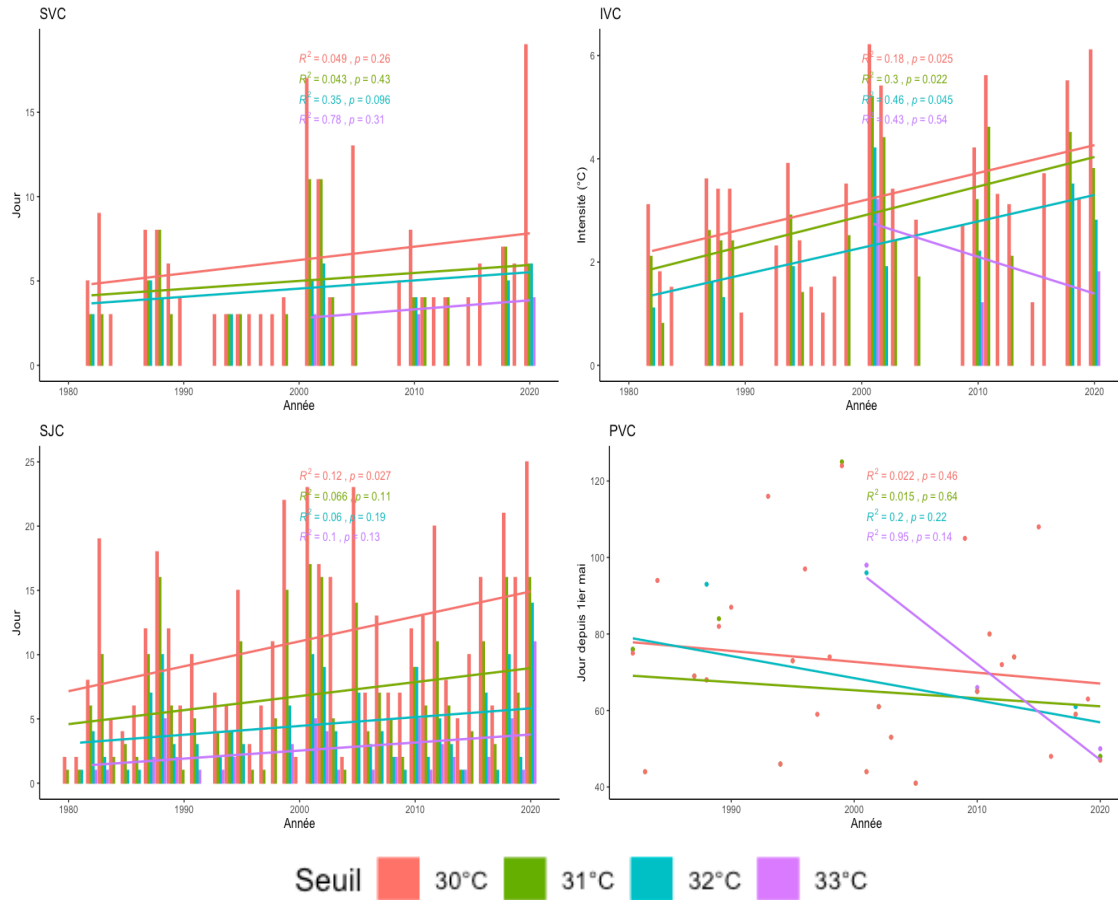 SVC
R² = 0.049 , p = 0.26
R² = 0.043 , p = 0.43
R² = 0.35 , p = 0.096
R² = 0.78 , p = 0.31
15
10
5
0
Jour
1980 1990 2000 2010 2020
Année
IVC
R² = 0.18 , p = 0.025
R² = 0.3 , p = 0.022
R² = 0.46 , p = 0.045
R² = 0.43 , p = 0.54
6
4
2
0
Intensité (°C)
1980 1990 2000 2010 2020
Année
SJC
R² = 0.12 , p = 0.027
R² = 0.066 , p = 0.11
R² = 0.06 , p = 0.19
R² = 0.1 , p = 0.13
25
20
15
10
5
0
Jour
1980 1990 2000 2010 2020
Année
PVC
R² = 0.022 , p = 0.46
R² = 0.015 , p = 0.64
R² = 0.2 , p = 0.22
R² = 0.95 , p = 0.14
120
100
80
60
40
Jour depuis 1ier mai
1990 2000 2010 2020
Année
Seuil 30°C 31°C 32°C 33°C